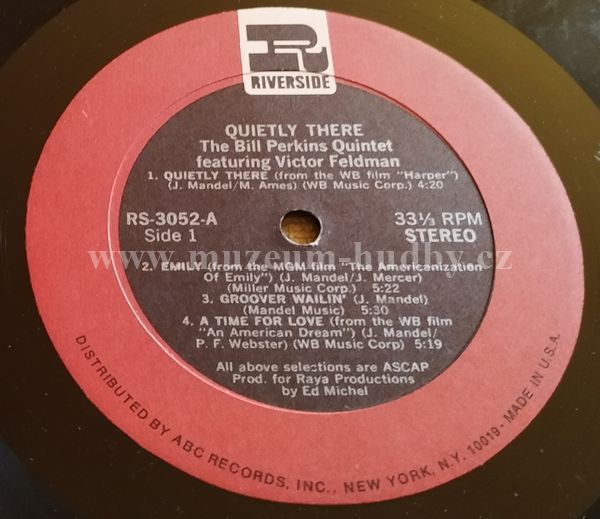 RIVERSIDE
QUIETLY THERE
The Bill Perkins Quintet
featuring Victor Feldman
1. QUIETLY THERE (from the WB film "Harper")
(J. Mandel/M. Ames) (WB Music Corp.) 4:20
RS-3052-A
Side 1
33⅓ RPM
STEREO
www.muzeum-hudby.cz
2. EMILY (from the MGM film "The Americanization
Of Emily") (J. Mandel/J. Mercer)
(Miller Music Corp.) 5:22
3. GROOVER WAILIN' (J. Mandel)
(Mandel Music) 5:30
4. A TIME FOR LOVE (from the WB film
"An American Dream") (J. Mandel/
P. F. Webster) (WB Music Corp) 5:19
All above selections are ASCAP
Prod. for Raya Productions
by Ed Michel
DISTRIBUTED BY ABC RECORDS, INC., NEW YORK, N.Y. 10019 - MADE IN U.S.A.